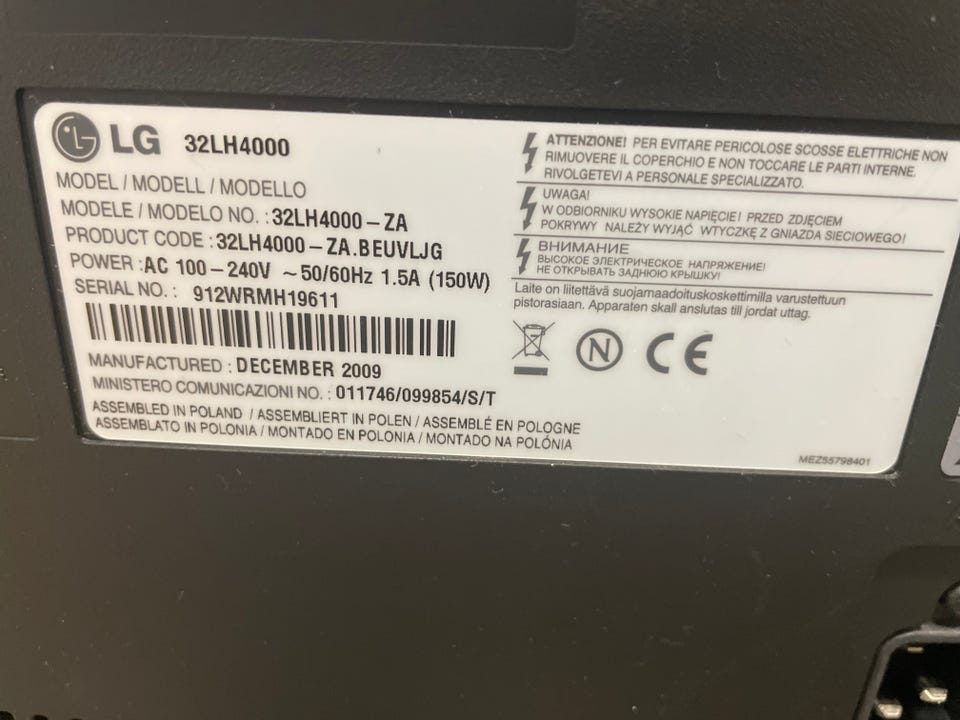 LG 32LH4000
MODEL / MODELL / MODELLO
MODELE / MODELO NO. : 32LH4000-ZA
PRODUCT CODE : 32LH4000-ZA.BEUVLJG
POWER : AC 100-240V ~50/60Hz 1.5A (150W)
SERIAL NO. : 912WRMH19611
MANUFACTURED : DECEMBER 2009
MINISTERO COMUNICAZIONI NO. : 011746/099854/S/T
ASSEMBLED IN POLAND / ASSEMBLIERT IN POLEN / ASSEMBLÉ EN POLOGNE
ASSEMBLATO IN POLONIA / MONTADO EN POLONIA / MONTADO NA POLÓNIA
ATTENZIONE! PER EVITARE PERICOLOSE SCOSSE ELETTRICHE NON
RIMUOVERE IL COPERCHIO E NON TOCCARE LE PARTI INTERNE.
RIVOLGETEVI A PERSONALE SPECIALIZZATO.
UWAGA!
W ODBIORNIKU WYSOKIE NAPIĘCIE! PRZED ZDJĘCIEM
POKRYWY NALEŻY WYJĄĆ WTYCZKĘ Z GNIAZDA SIECIOWEGO!
ВНИМАНИЕ
ВЫСОКОЕ ЭЛЕКТРИЧЕСКОЕ НАПРЯЖЕНИЕ!
НЕ ОТКРЫВАТЬ ЗАДНЮЮ КРЫШКУ!
Laite on liitettävä suojamaadoituskoskettimilla varustettuun
pistorasiaan. Apparaten skall anslutas till jordat uttag.
N CE
MEZ55798401